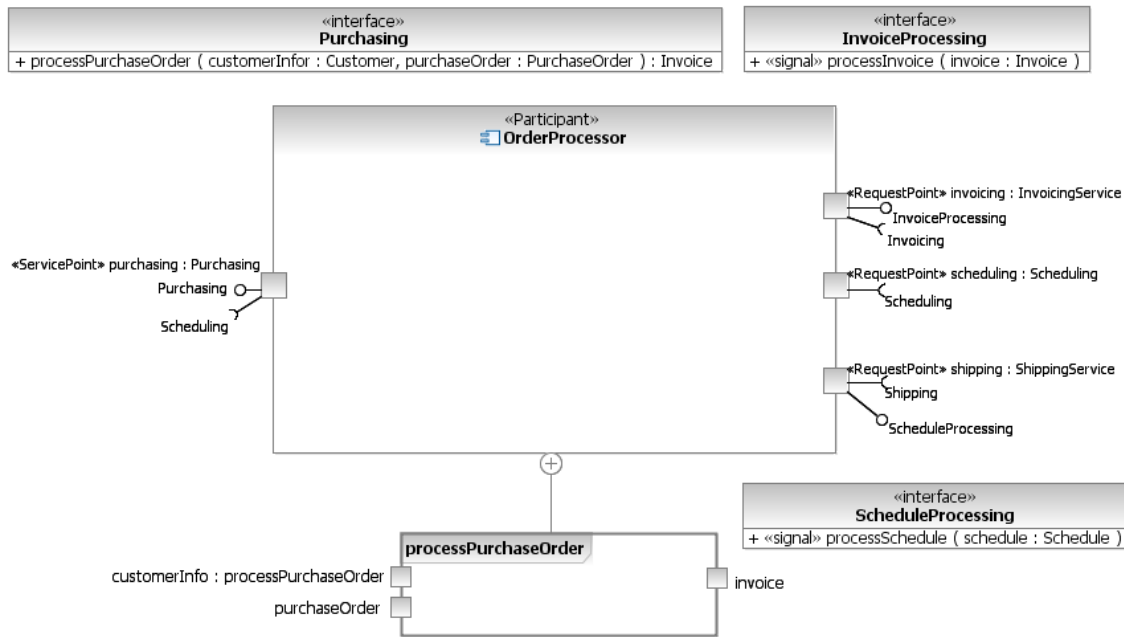 «interface»
Purchasing
+ processPurchaseOrder ( customerInfor : Customer, purchaseOrder : PurchaseOrder ) : Invoice
«interface»
InvoiceProcessing
+ «signal» processInvoice ( invoice : Invoice )
«Participant»
OrderProcessor
«ServicePoint» purchasing : Purchasing
Purchasing
Scheduling
«RequestPoint» invoicing : InvoicingService
InvoiceProcessing
Invoicing
«RequestPoint» scheduling : Scheduling
Scheduling
«RequestPoint» shipping : ShippingService
Shipping
ScheduleProcessing
«interface»
ScheduleProcessing
+ «signal» processSchedule ( schedule : Schedule )
processPurchaseOrder
customerInfo : processPurchaseOrder
purchaseOrder
invoice